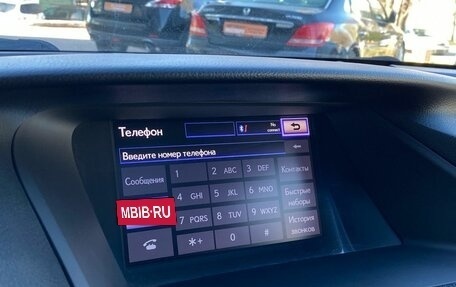 Телефон
No
connect
Введите номер телефона
Сообщения
1 2 ABC 3 DEF
Контакты
4 GHI 5 JKL 6 MNO
Быстрые
наборы
MBIB·RU
7 PQRS 8 TUV 9 WXYZ
История
звонков
*+ 0 #